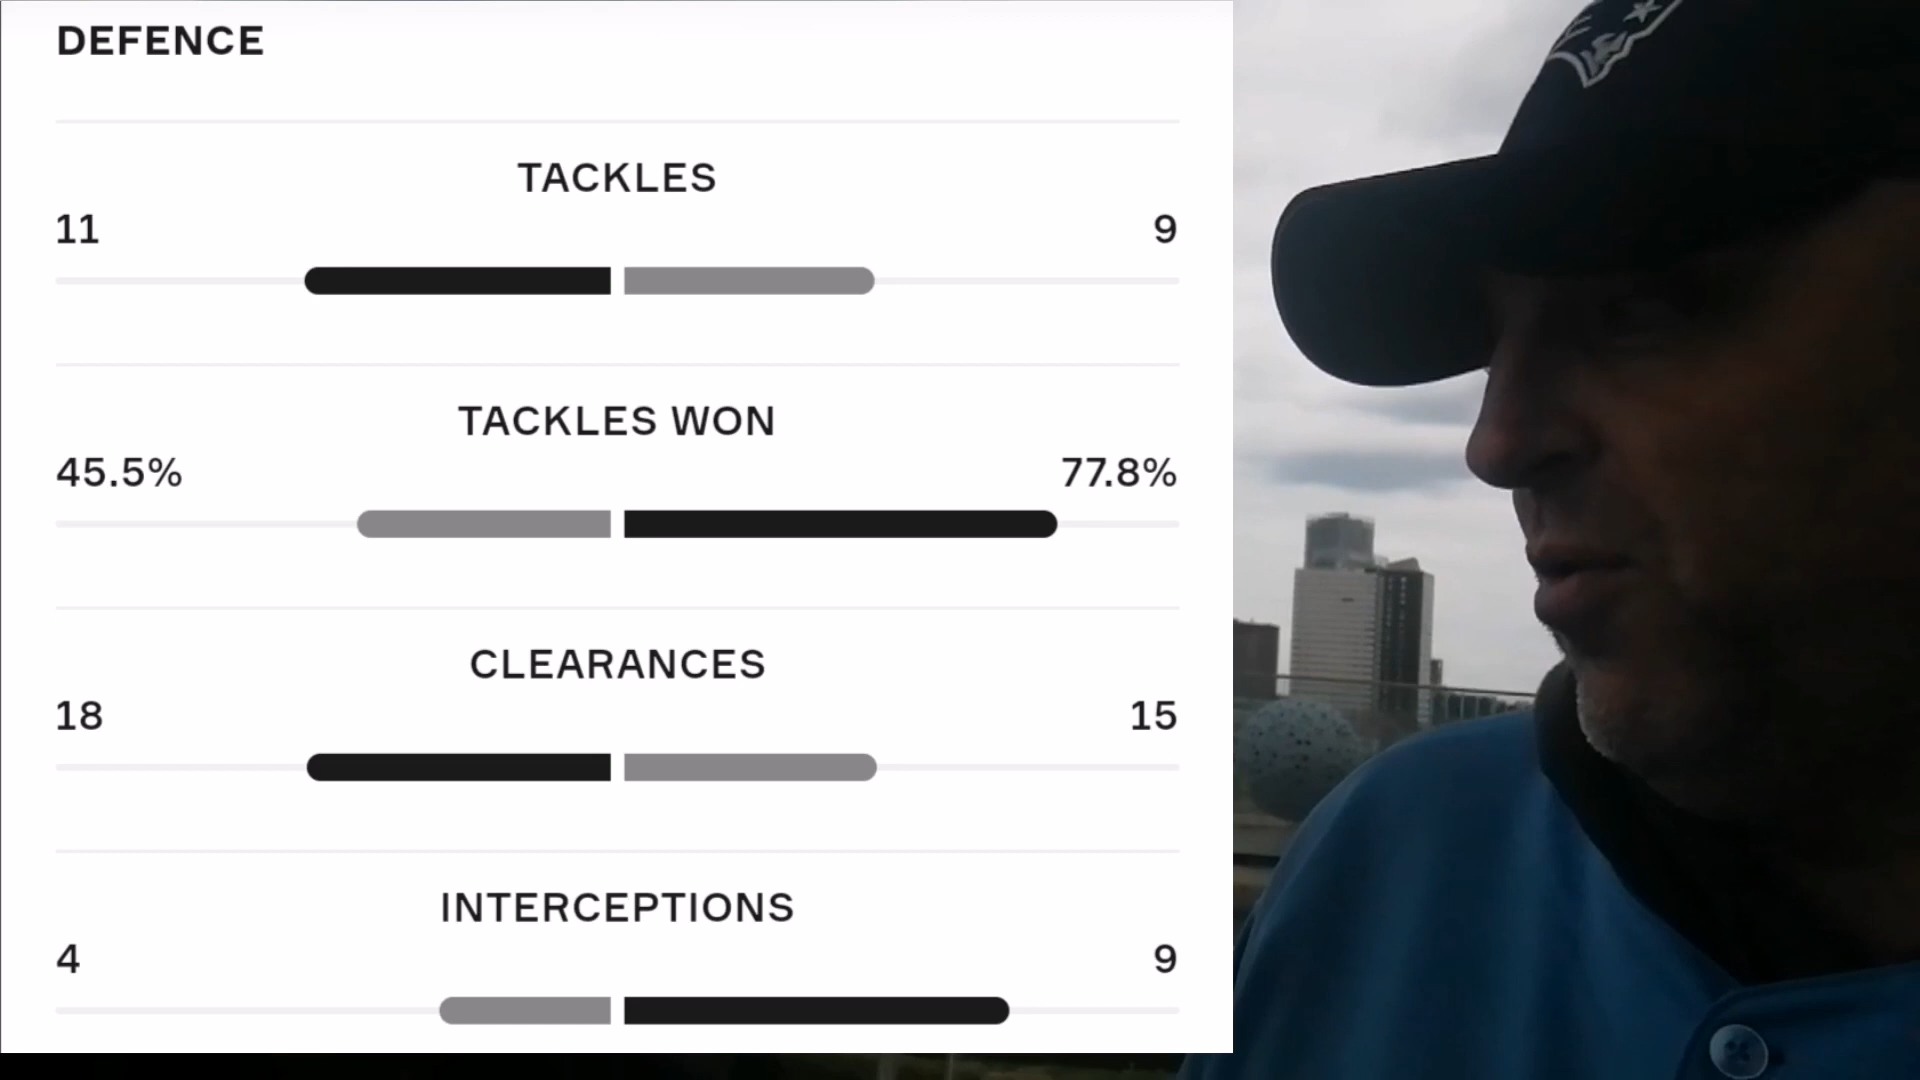 DEFENCE
TACKLES
11 9
TACKLES WON
45.5% 77.8%
CLEARANCES
18 15
INTERCEPTIONS
4 9